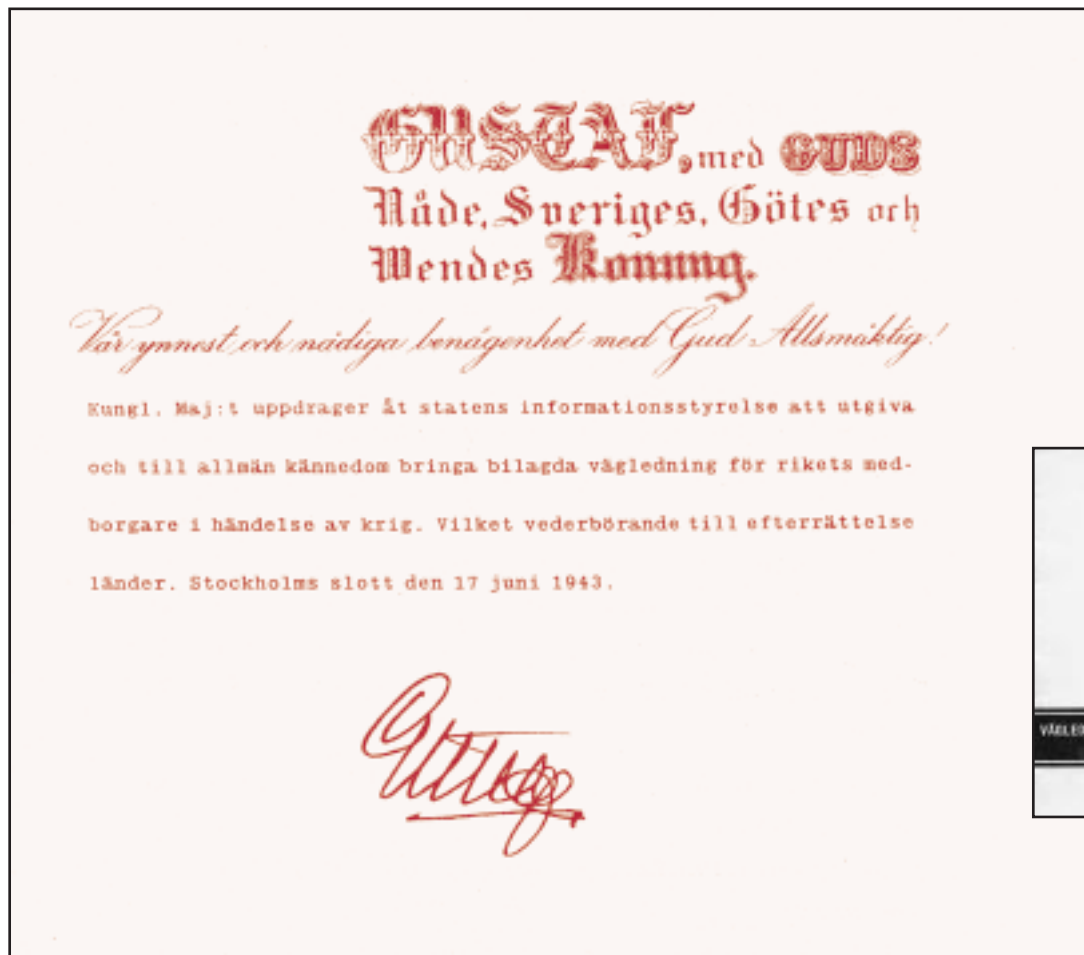 GUSTAF, med GUDS
Nåde, Sveriges, Götes och
Wendes Konung.
Vår ynnest och nådiga benägenhet med Gud Allsmäktig!
Kungl. Maj:t uppdrager åt statens informationsstyrelse att utgiva
och till allmän kännedom bringa bilagda vägledning för rikets med-
borgare i händelse av krig. Vilket vederbörande till efterrättelse
länder. Stockholms slott den 17 juni 1943.
Gustaf